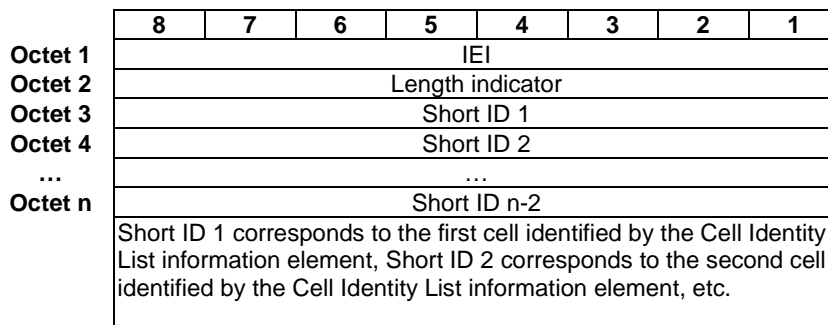 8 7 6 5 4 3 2 1
Octet 1 IEI
Octet 2 Length indicator
Octet 3 Short ID 1
Octet 4 Short ID 2
… …
Octet n Short ID n-2
Short ID 1 corresponds to the first cell identified by the Cell Identity
List information element, Short ID 2 corresponds to the second cell
identified by the Cell Identity List information element, etc.